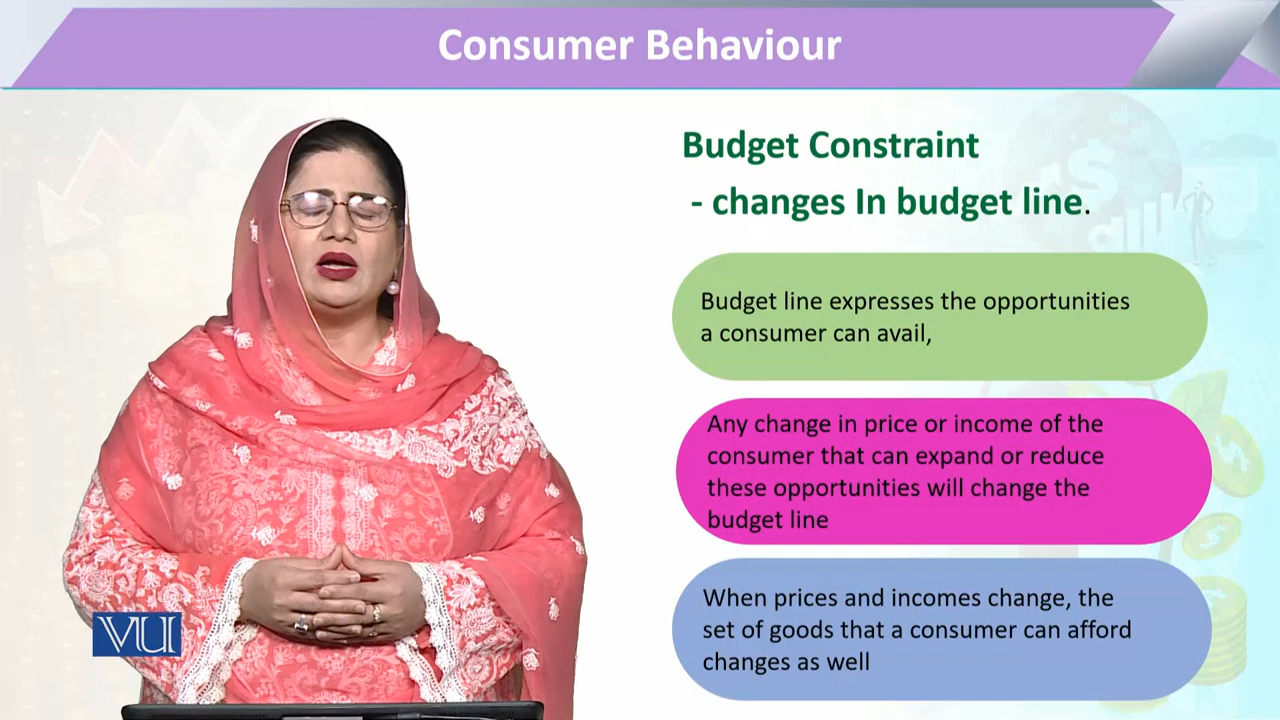 Consumer Behaviour
Budget Constraint
- changes In budget line.
Budget line expresses the opportunities
a consumer can avail,
Any change in price or income of the
consumer that can expand or reduce
these opportunities will change the
budget line
When prices and incomes change, the
set of goods that a consumer can afford
changes as well
VU